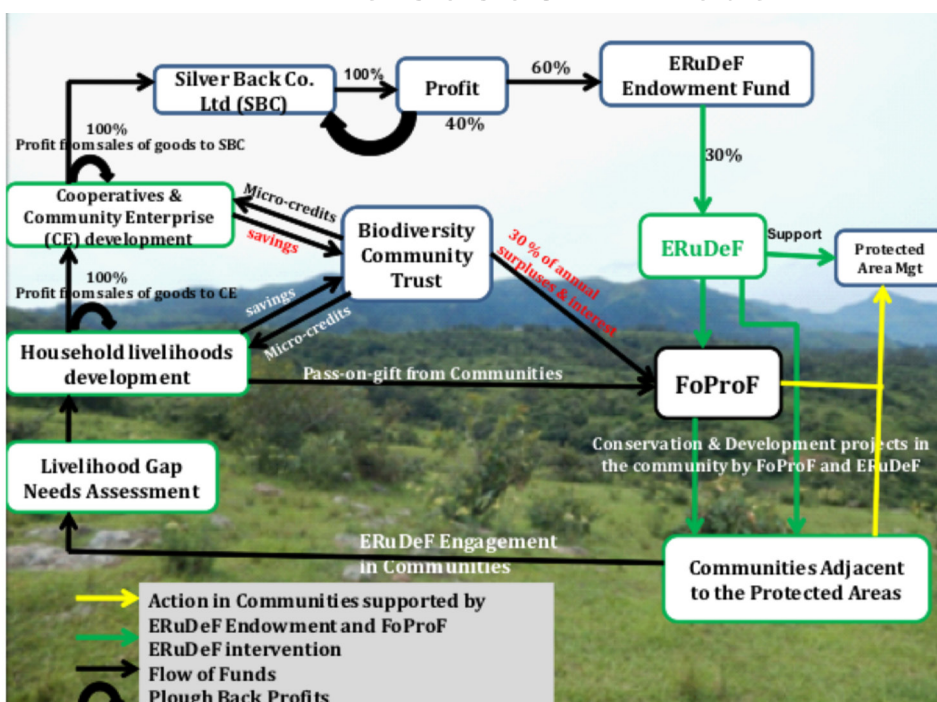 Silver Back Co.
Ltd (SBC)
100%
Profit
60%
ERuDeF
Endowment Fund
40%
30%
100%
Profit from sales of goods to SBC
Cooperatives &
Community Enterprise
(CE) development
Micro-credits
savings
Biodiversity
Community
Trust
30 % of annual
surpluses & interest
ERuDeF
Support
Protected
Area Mgt
100%
Profit from sales of goods to CE
savings
Micro-credits
Household livelihoods
development
Pass-on-gift from Communities
FoProF
Conservation & Development projects in
the community by FoProF and ERuDeF
Livelihood Gap
Needs Assessment
ERuDeF Engagement
in Communities
Communities Adjacent
to the Protected Areas
Action in Communities supported by
ERuDeF Endowment and FoProF
ERuDeF intervention
Flow of Funds
Plough Back Profits